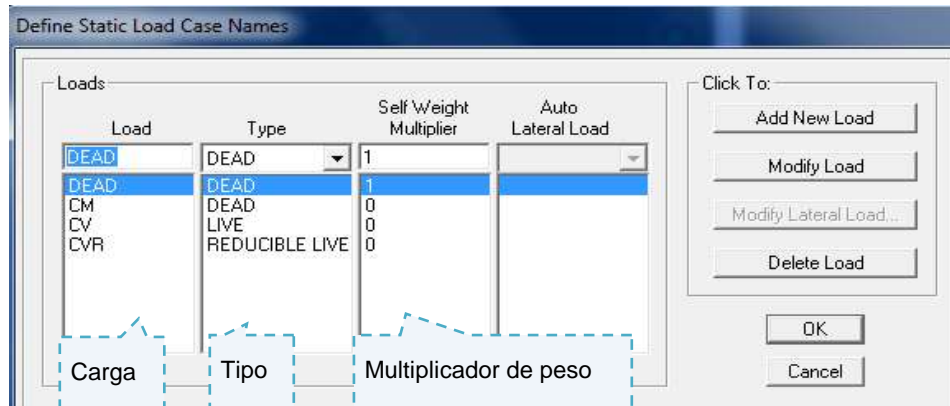 Define Static Load Case Names
Loads
Click To:
Load Type Self Weight Multiplier Auto Lateral Load
DEAD DEAD 1
DEAD DEAD 1
CM DEAD 0
CV LIVE 0
CVR REDUCIBLE LIVE 0
Add New Load
Modify Load
Modify Lateral Load...
Delete Load
OK
Cancel
Carga Tipo Multiplicador de peso